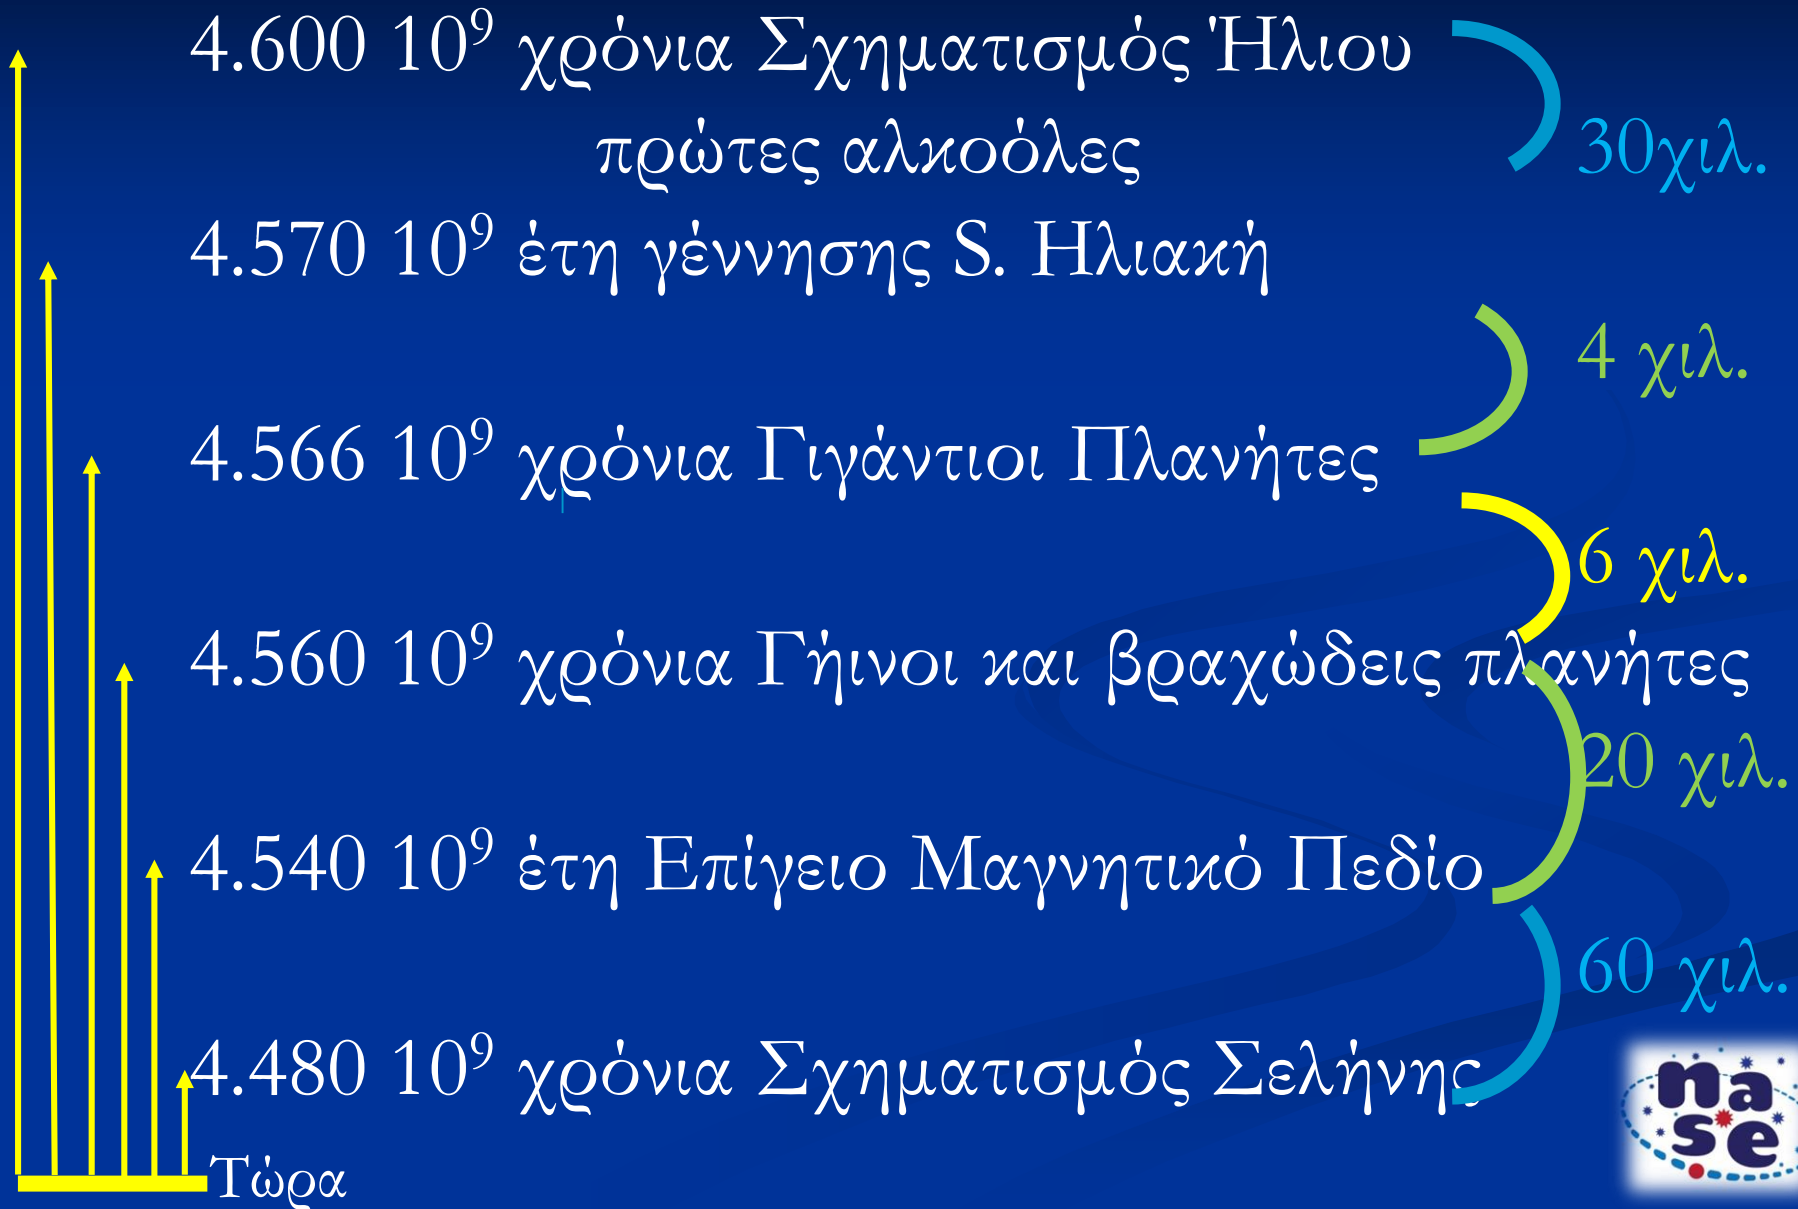 4.600 10⁹ χρόνια Σχηματισμός Ήλιου
πρώτες αλκοόλες
30χιλ.
4.570 10⁹ έτη γέννησης S. Ηλιακή
4 χιλ.
4.566 10⁹ χρόνια Γιγάντιοι Πλανήτες
6 χιλ.
4.560 10⁹ χρόνια Γήινοι και βραχώδεις πλανήτες
20 χιλ.
4.540 10⁹ έτη Επίγειο Μαγνητικό Πεδίο
60 χιλ.
4.480 10⁹ χρόνια Σχηματισμός Σελήνης
Τώρα
na
s e